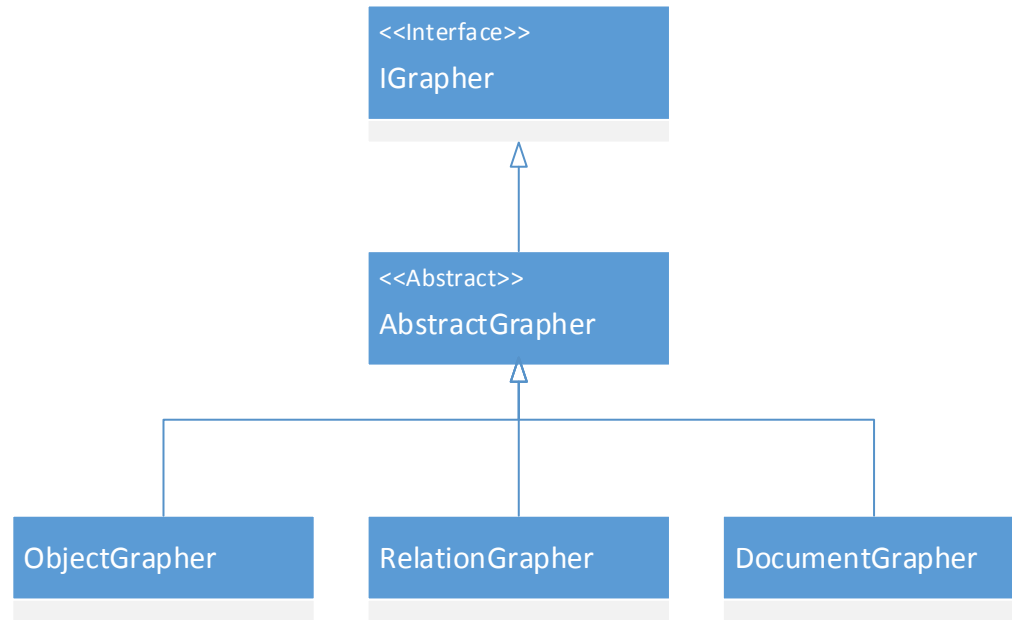 <<Interface>>
IGrapher
<<Abstract>>
AbstractGrapher
ObjectGrapher
RelationGrapher
DocumentGrapher